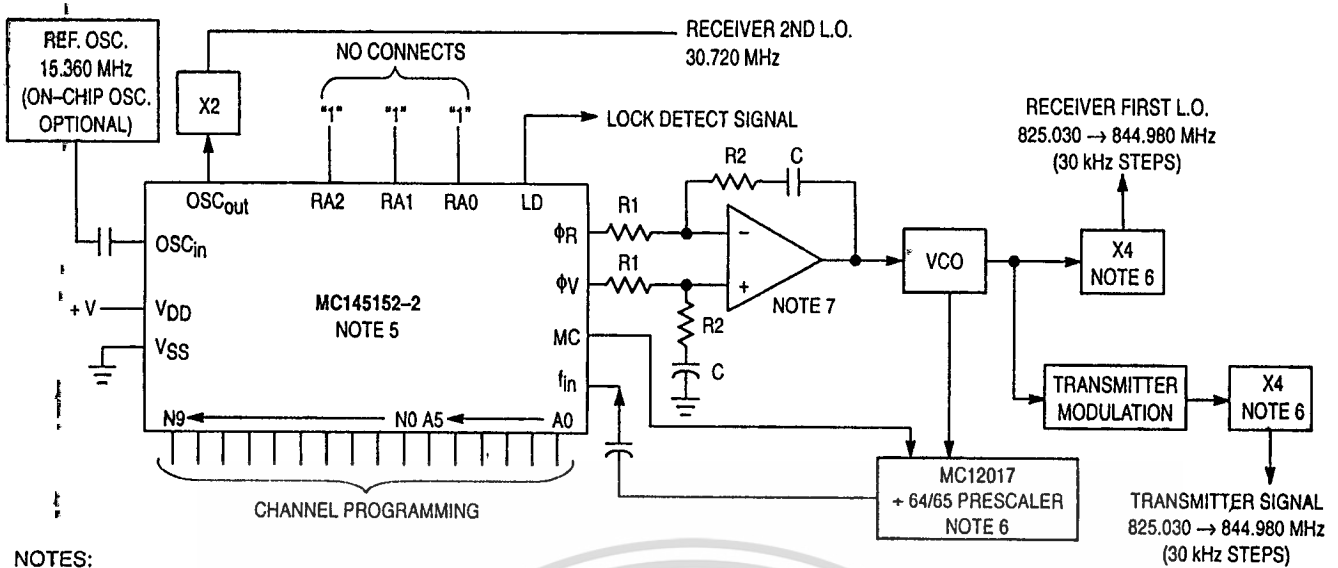 REF. OSC.
15.360 MHz
(ON–CHIP OSC.
OPTIONAL)
X2
NO CONNECTS
RECEIVER 2ND L.O.
30.720 MHz
"1" "1" "1"
LOCK DETECT SIGNAL
RECEIVER FIRST L.O.
825.030 → 844.980 MHz
(30 kHz STEPS)
OSCout RA2 RA1 RA0 LD
OSCin
VDD
+ V
VSS
MC145152–2
NOTE 5
ϕR
ϕV
MC
fin
N9 N0 A5 A0
CHANNEL PROGRAMMING
R1
R1
R2 C
R2
C
–
+
NOTE 7
VCO
X4
NOTE 6
TRANSMITTER
MODULATION
X4
NOTE 6
MC12017
+ 64/65 PRESCALER
NOTE 6
TRANSMITTER SIGNAL
825.030 → 844.980 MHz
(30 kHz STEPS)
NOTES: